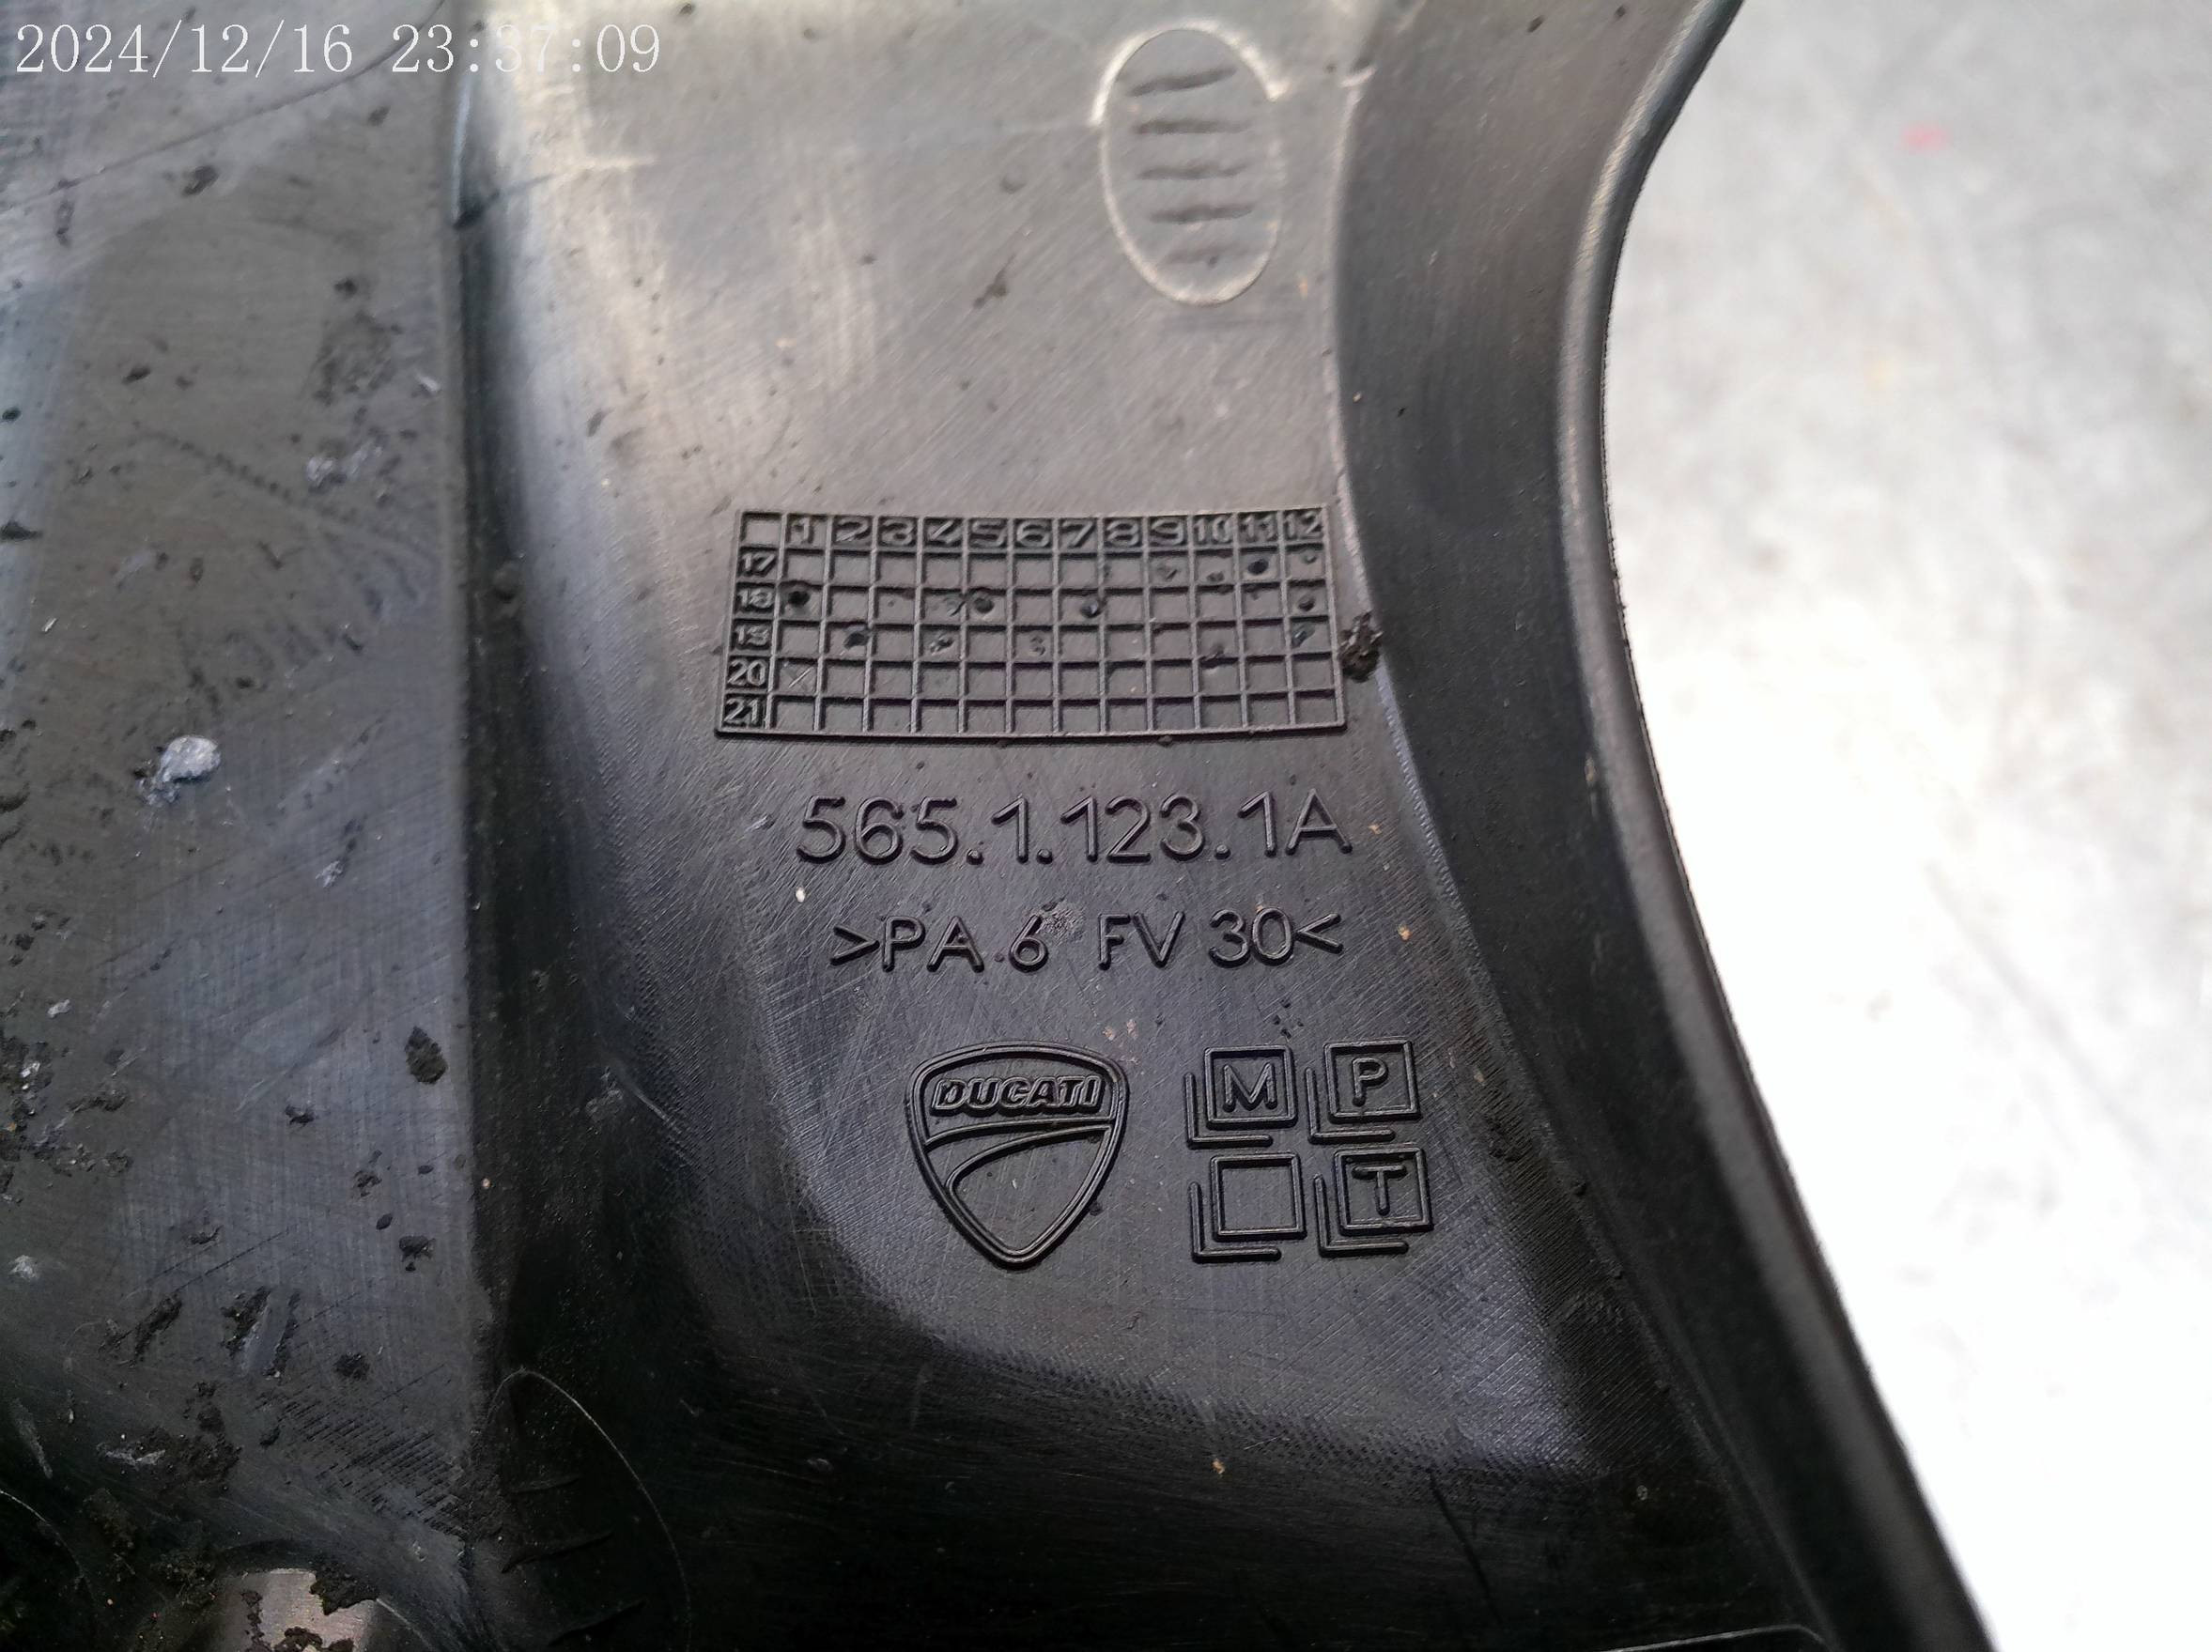 2024/12/16 23:37:09
1 2 3 4 5 6 7 8 9 10 11 12
17
18
19
20
21
565.1.123.1A
>PA 6 FV 30<
DUCATI
M P
T